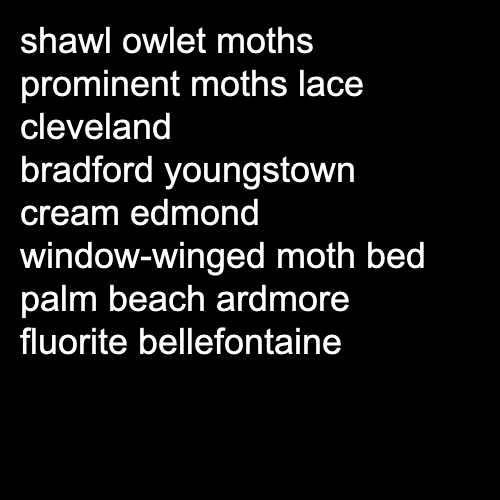 shawl owlet moths
prominent moths lace
cleveland
bradford youngstown
cream edmond
window-winged moth bed
palm beach ardmore
fluorite bellefontaine